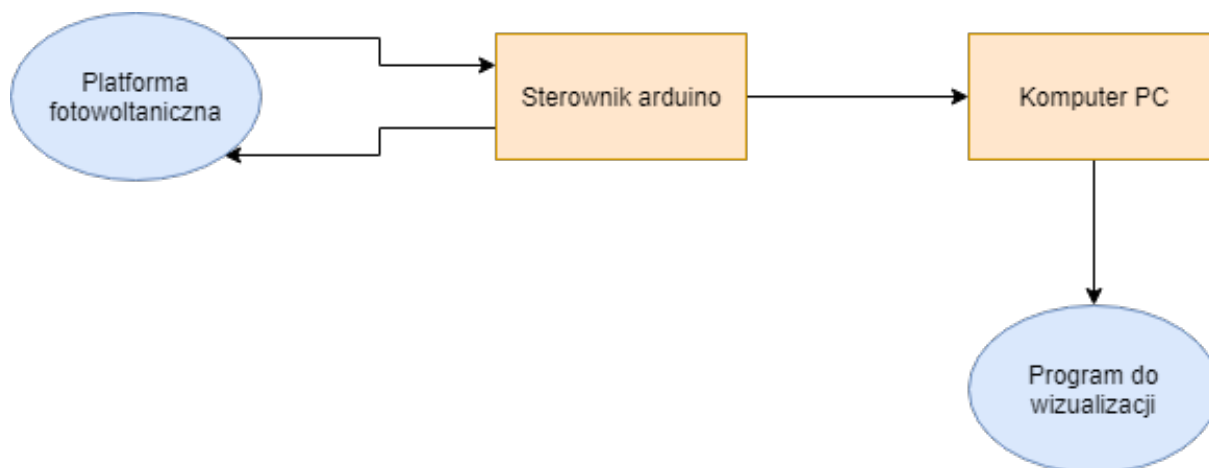 Platforma
fotowoltaniczna
Sterownik arduino
Komputer PC
Program do
wizualizacji